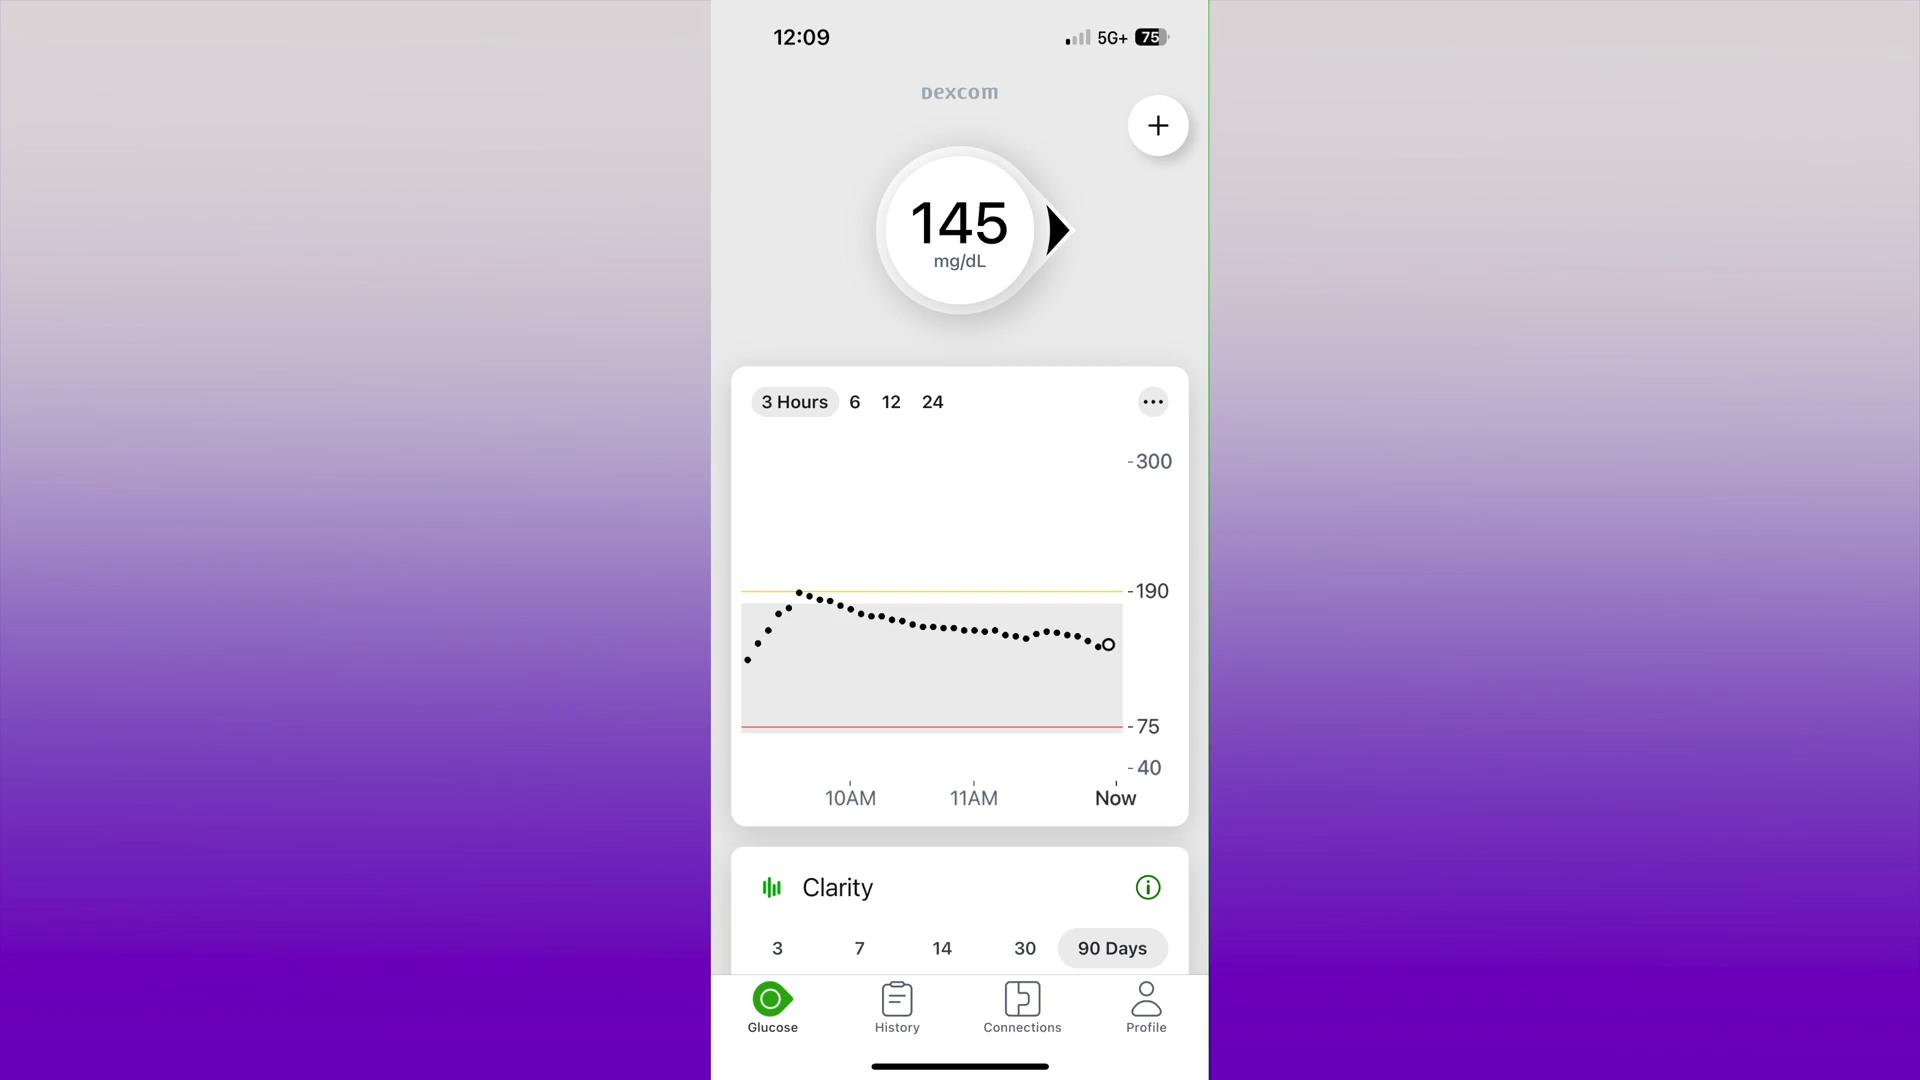 12:09
5G+ 75
Dexcom
145
mg/dL
3 Hours 6 12 24
300
190
75
40
10AM 11AM Now
Clarity
3 7 14 30 90 Days
Glucose History Connections Profile